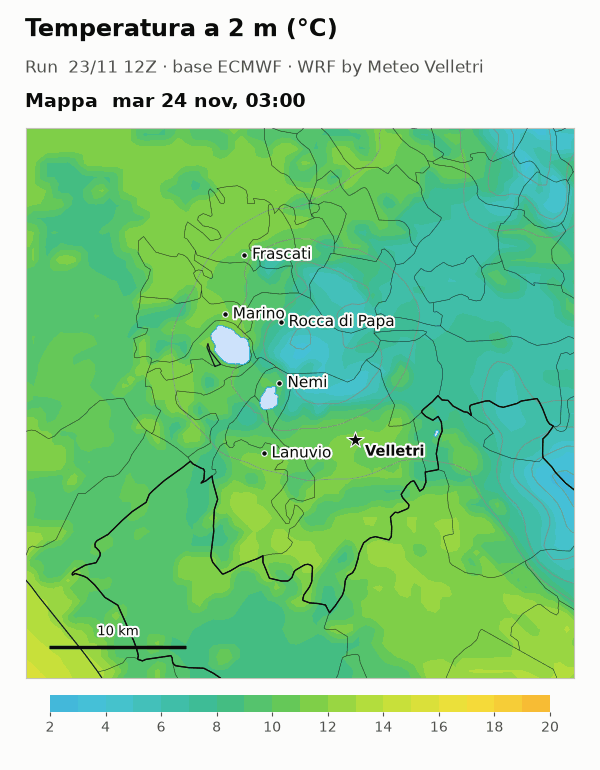 Temperatura a 2 m (°C)
Run  23/11 12Z · base ECMWF · WRF by Meteo Velletri
Mappa  mar 24 nov, 03:00
Frascati
Marino
Rocca di Papa
Nemi
Velletri
Lanuvio
10 km
2 4 6 8 10 12 14 16 18 20